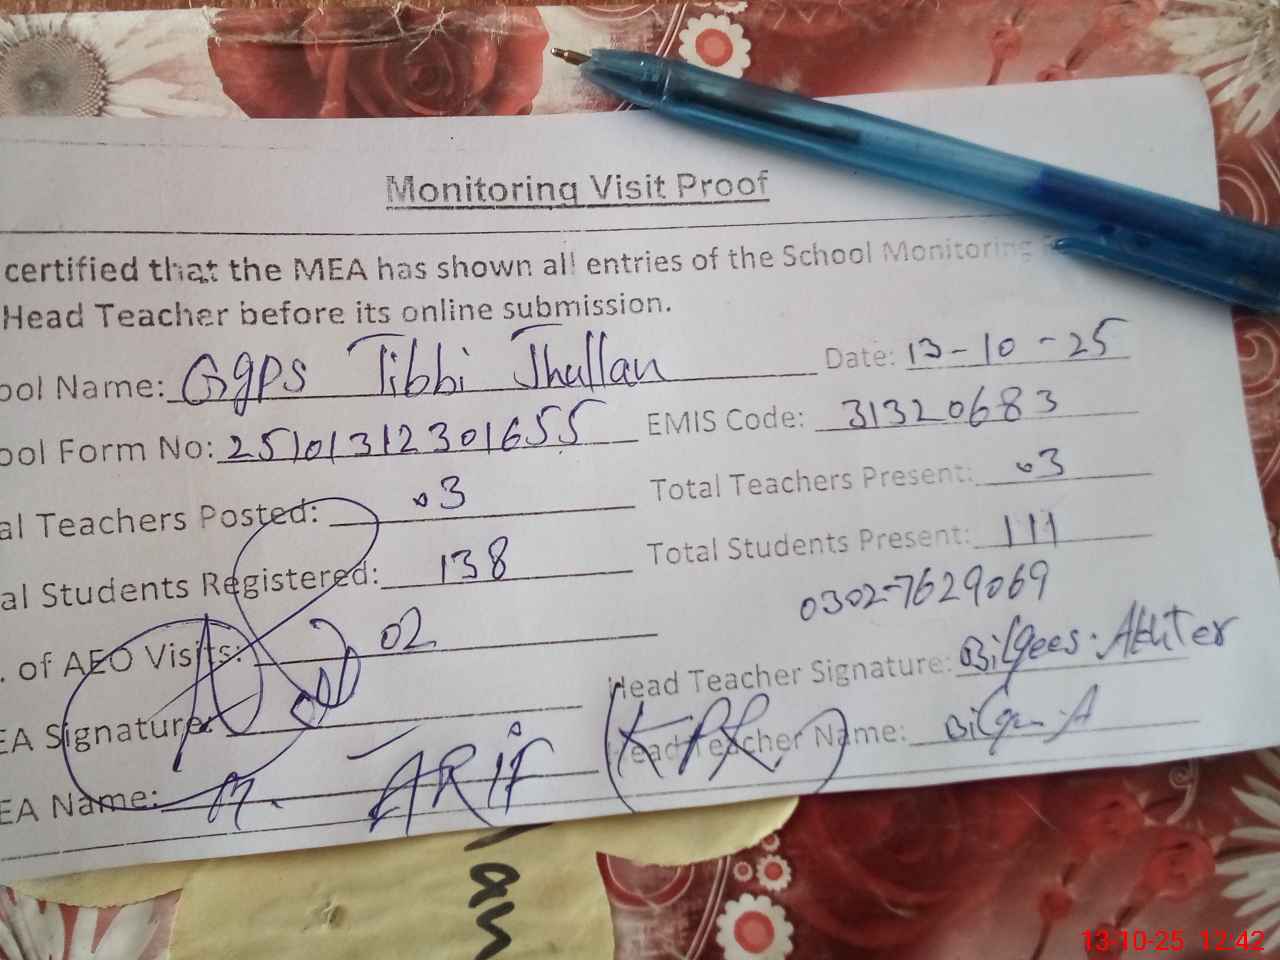 Monitoring Visit Proof
certified that the MEA has shown all entries of the School Monitoring
Head Teacher before its online submission.
ool Name: GGPS Tibbi Jhullan Date: 13-10-25
ool Form No: 25101312301655 EMIS Code: 31320683
al Teachers Posted: 03 Total Teachers Present: 03
al Students Registered: 138 Total Students Present: 111
0302-7629069
. of AEO Visits: 02
Head Teacher Signature: Bilqees. Akhter
EA Signature:
Head Teacher Name:
EA Name: M. ARIF
13-10-25 12:42